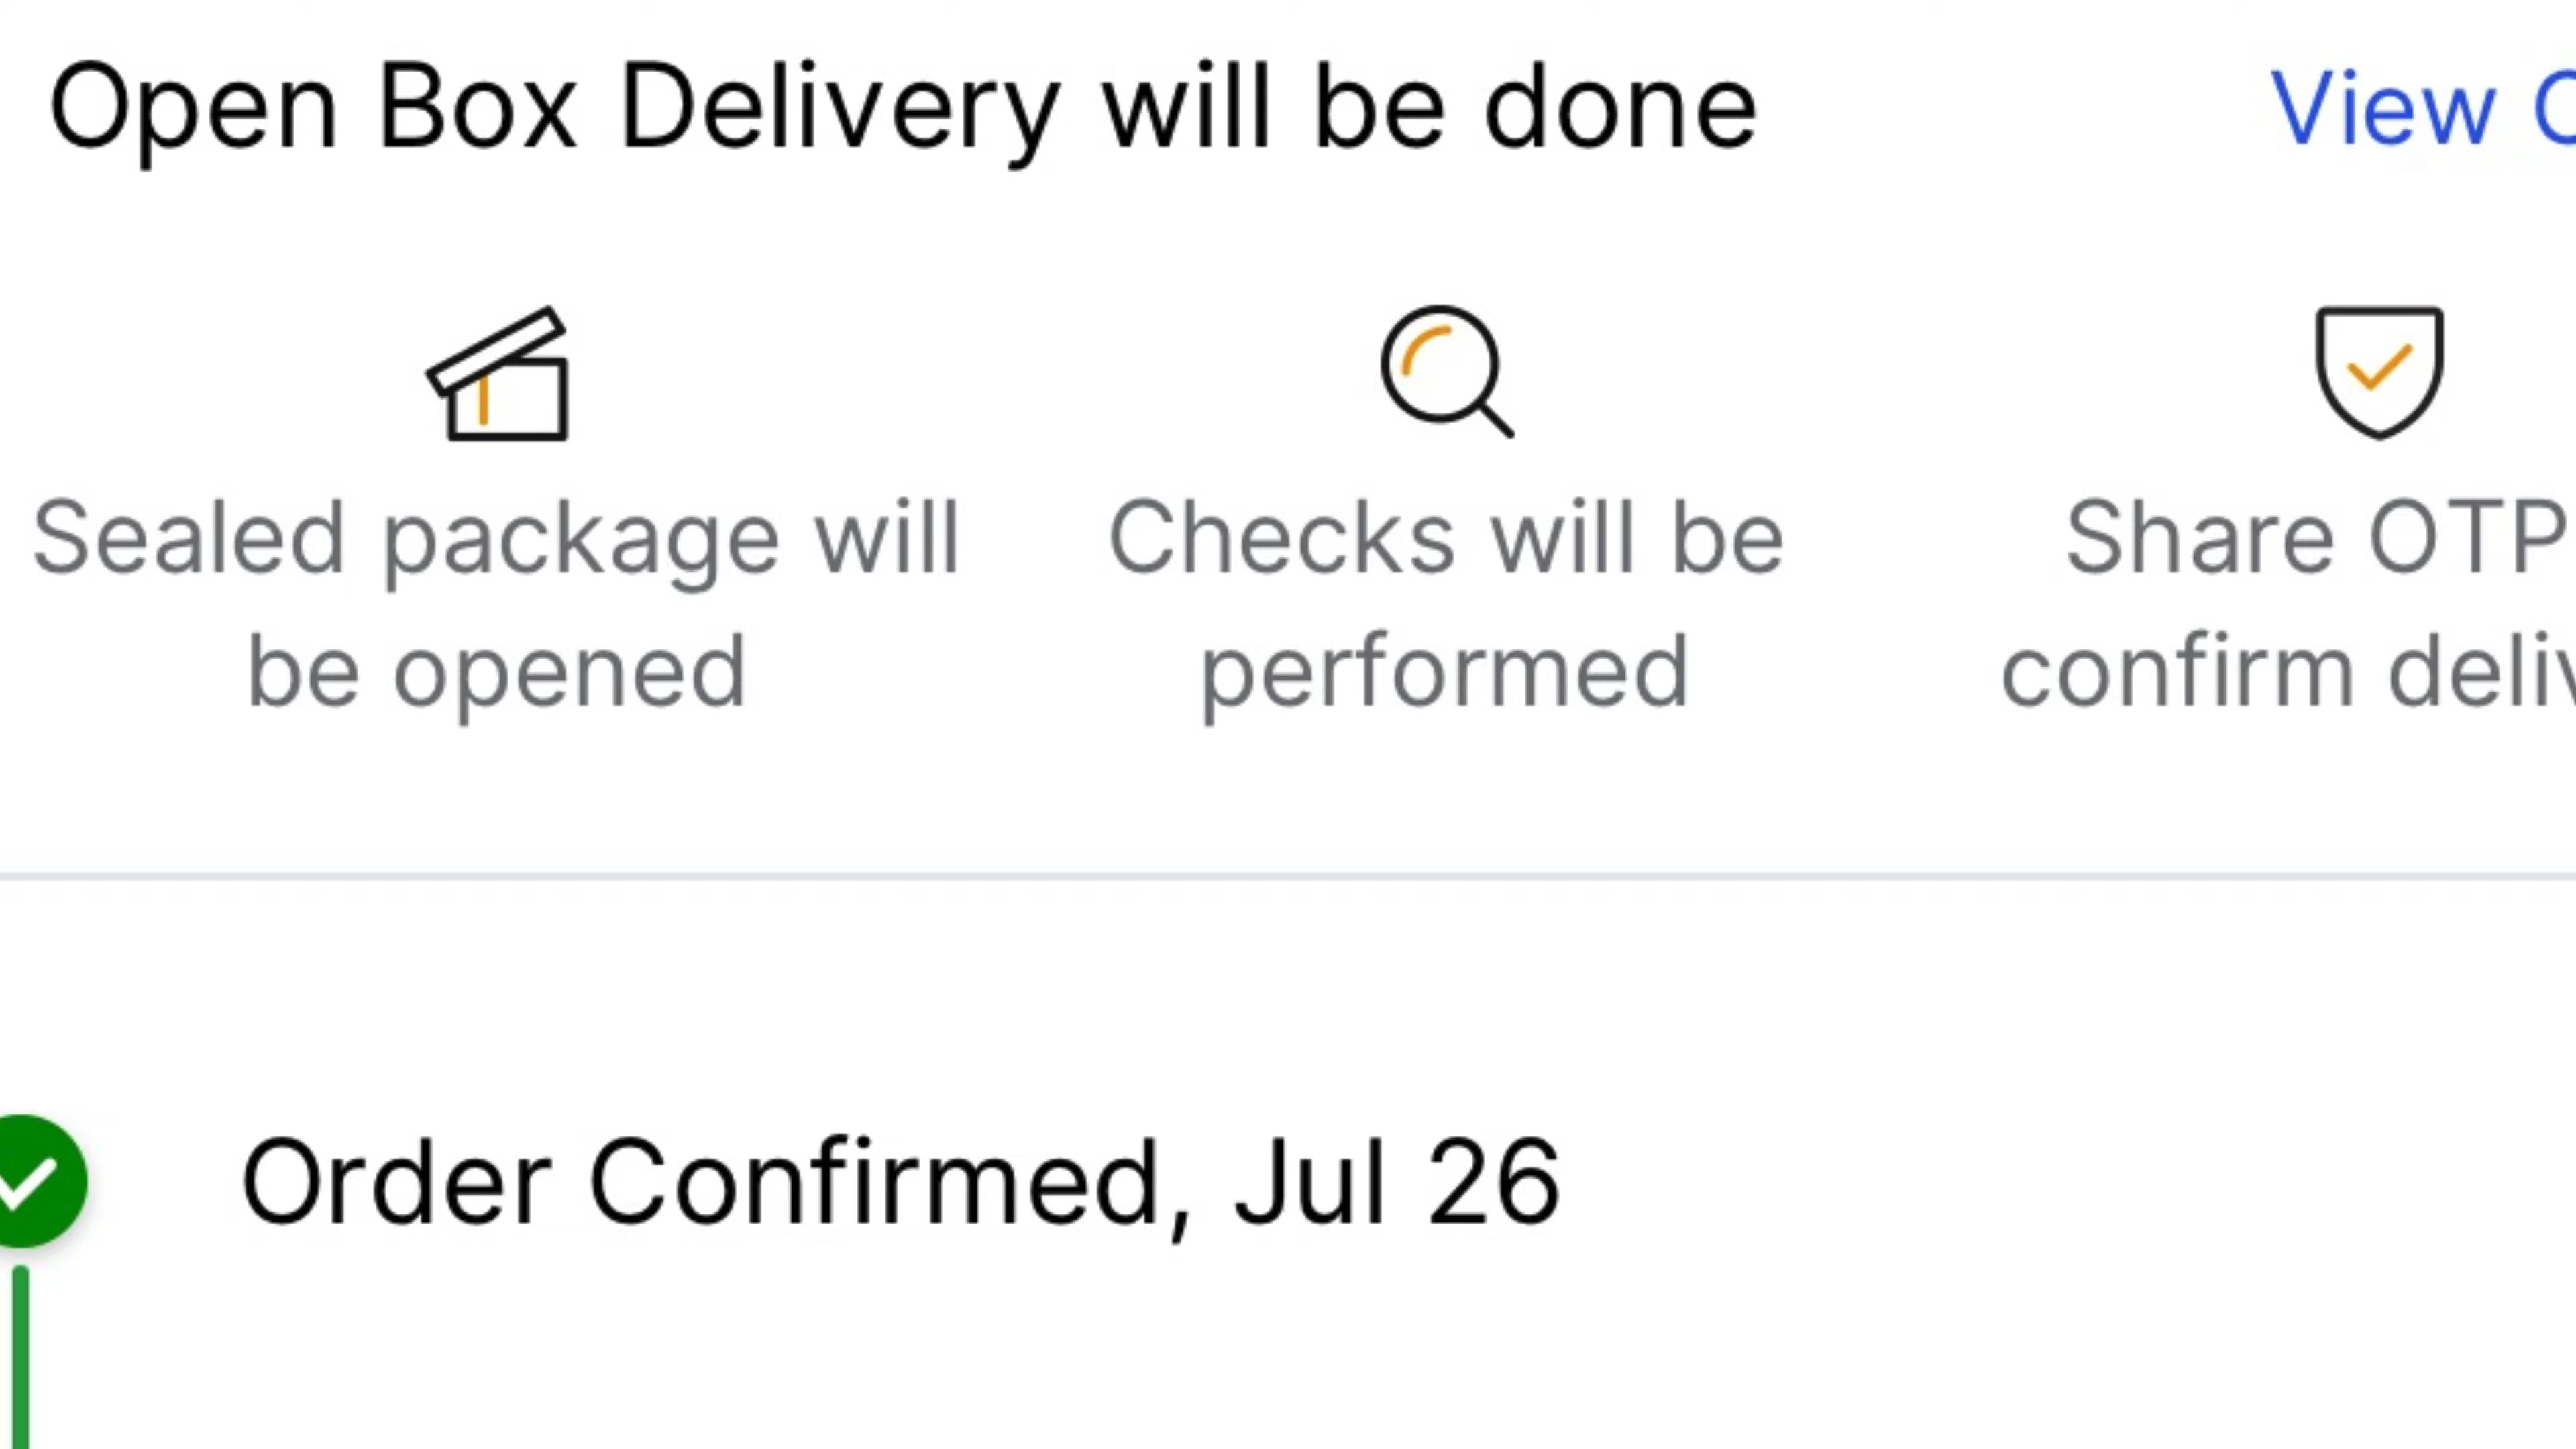 Open Box Delivery will be done
View
Sealed package will
be opened
Checks will be
performed
Share OTP
confirm
Order Confirmed, Jul 26